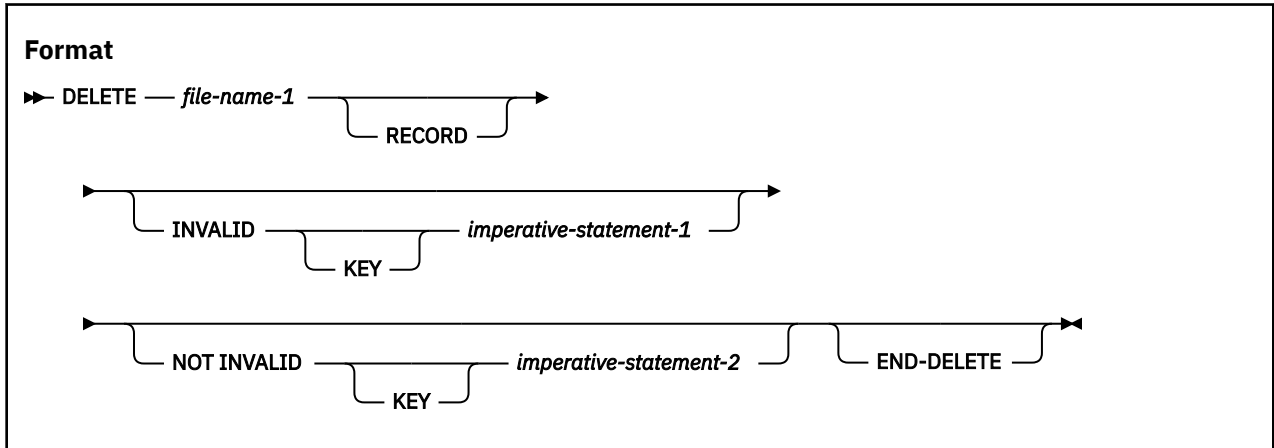 Format
DELETE file-name-1
RECORD
INVALID imperative-statement-1
KEY
NOT INVALID imperative-statement-2 END-DELETE
KEY